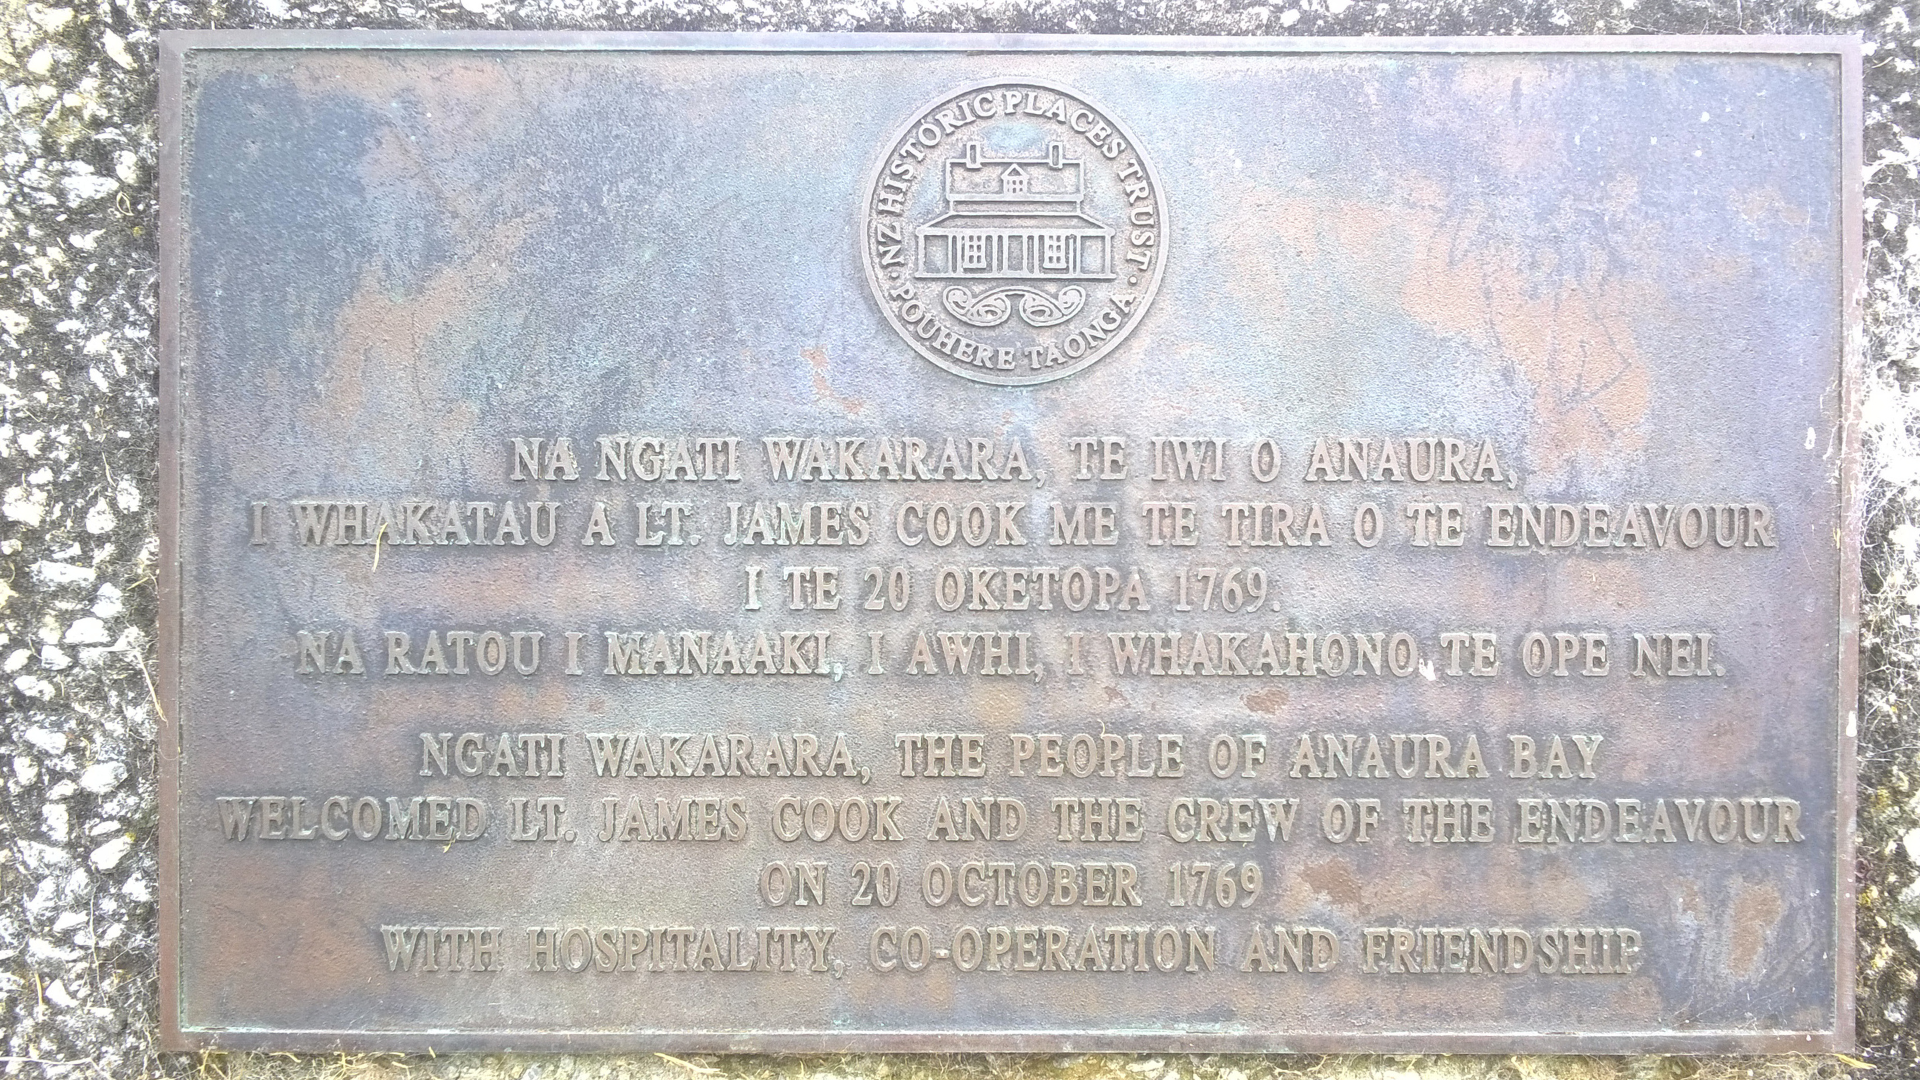 NZ HISTORIC PLACES TRUST
POUHERE TAONGA
NA NGATI WAKARARA, TE IWI O ANAURA,
I WHAKATAU A LT. JAMES COOK ME TE TIRA O TE ENDEAVOUR
I TE 20 OKETOPA 1769.
NA RATOU I MANAAKI, I AWHI, I WHAKAHONO TE OPE NEI.
NGATI WAKARARA, THE PEOPLE OF ANAURA BAY
WELCOMED LT. JAMES COOK AND THE CREW OF THE ENDEAVOUR
ON 20 OCTOBER 1769
WITH HOSPITALITY, CO-OPERATION AND FRIENDSHIP.